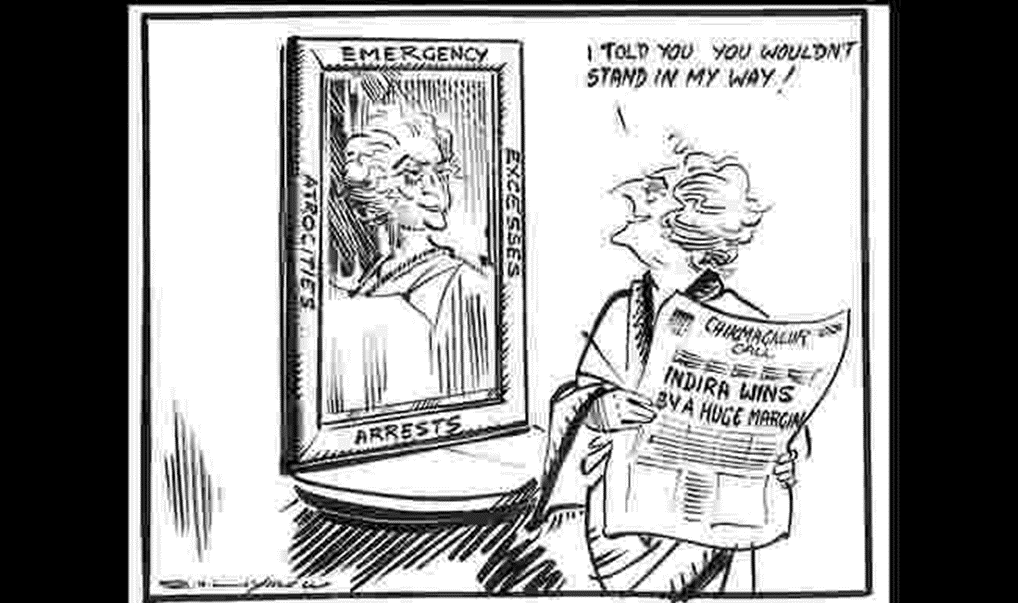 EMERGENCY
ATROCITIES
EXCESSES
ARRESTS
I TOLD YOU YOU WOULDN'T
STAND IN MY WAY!
CHIKMAGALUR
CALL
INDIRA WINS
BY A HUGE MARGIN